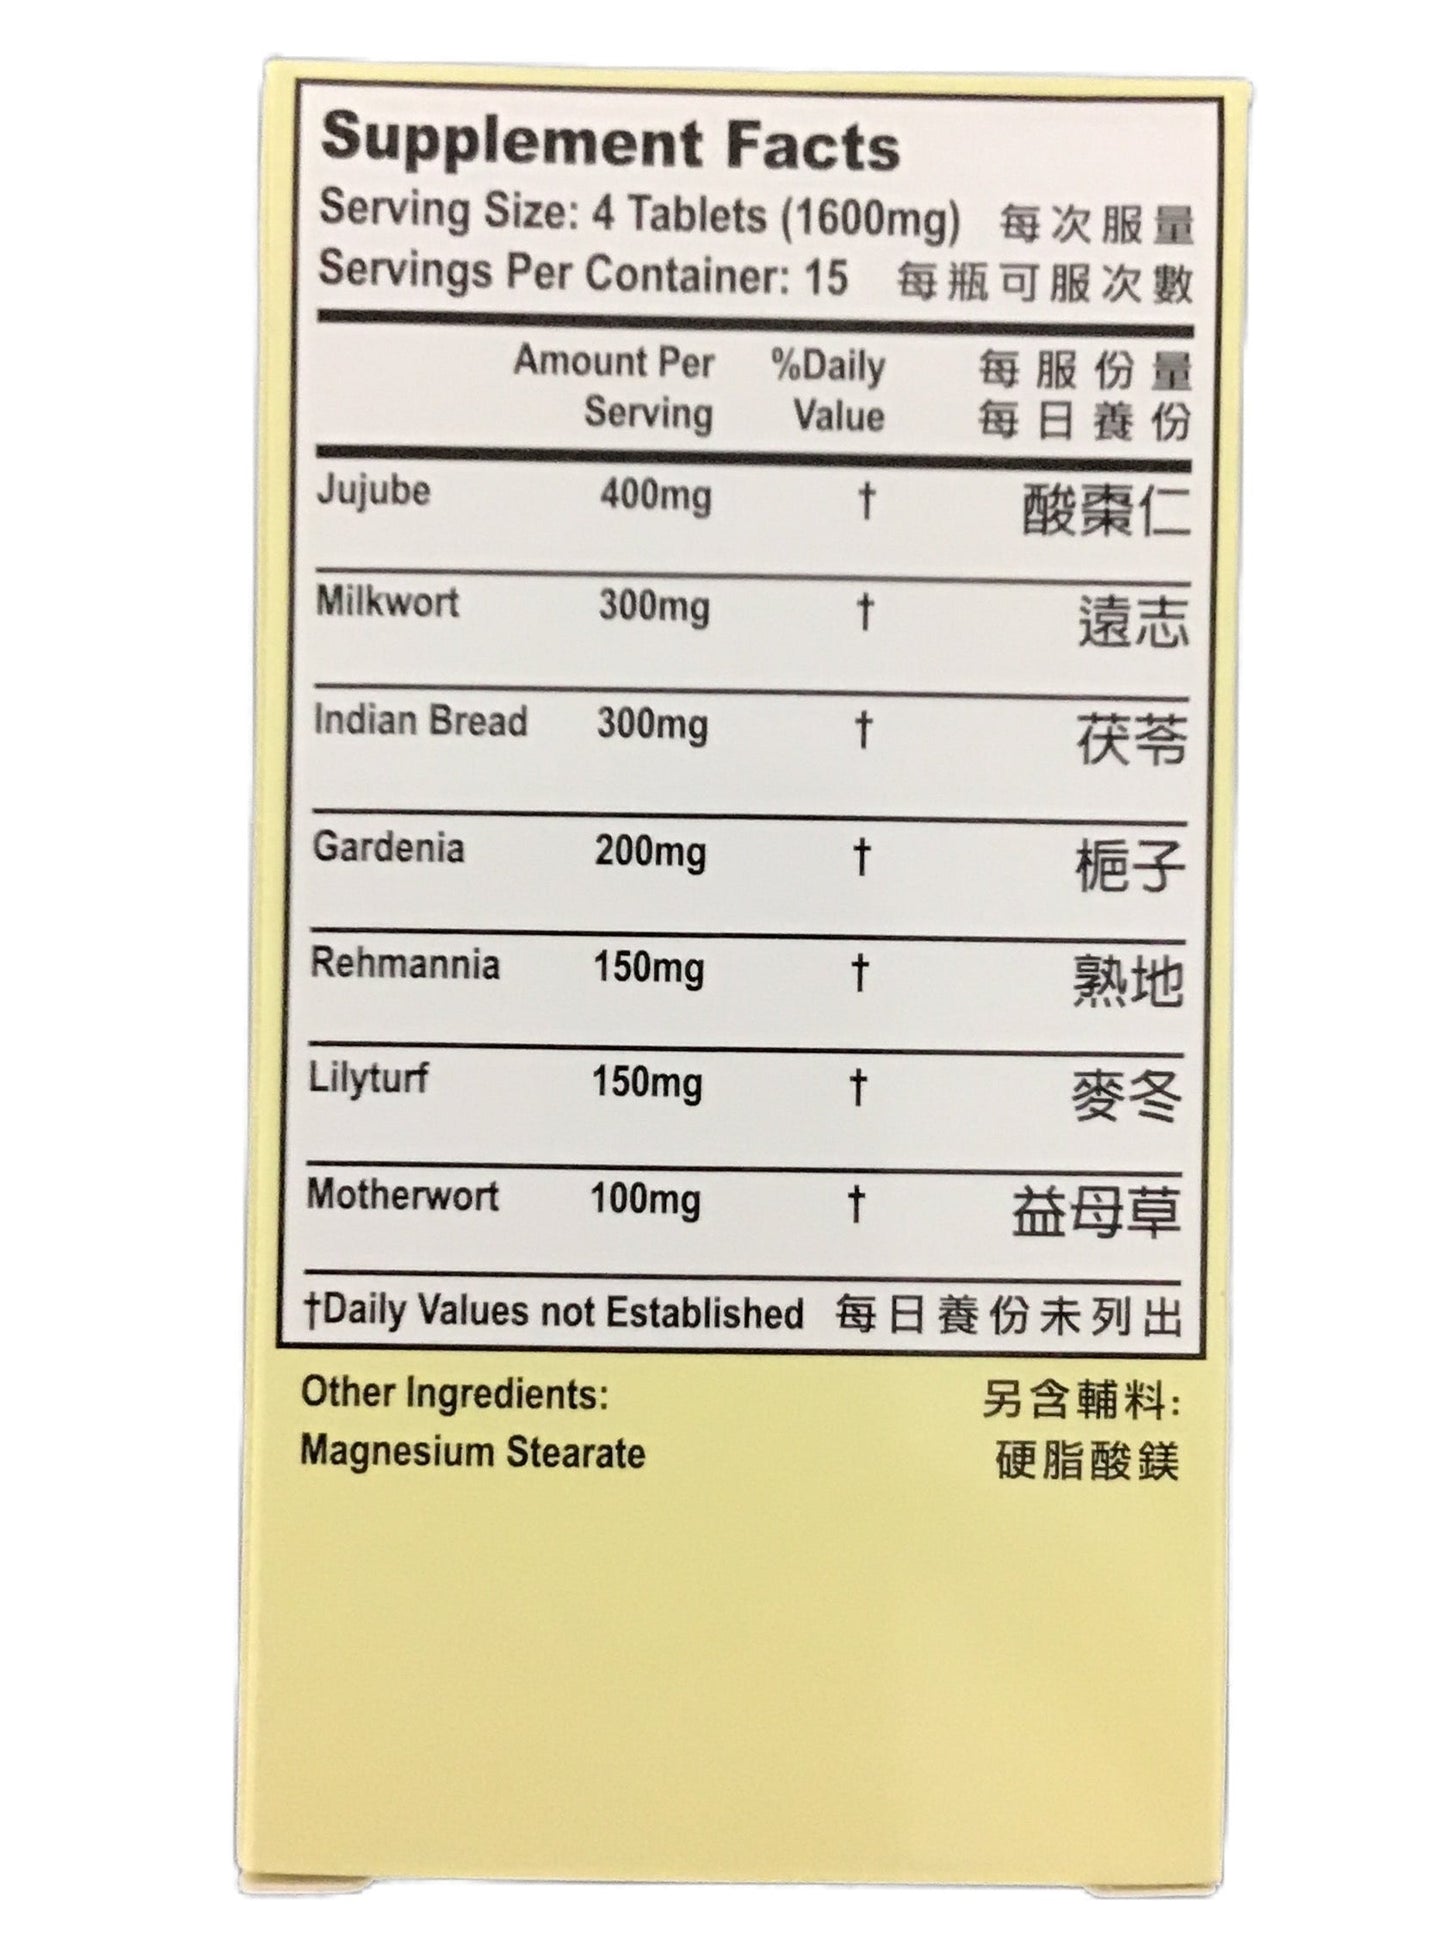 Supplement Facts
Serving Size: 4 Tablets (1600mg) 每次服量
Servings Per Container: 15 每瓶可服次數
Amount Per %Daily 每服份量
Serving Value 每日養份
Jujube 400mg † 酸棗仁
Milkwort 300mg † 遠志
Indian Bread 300mg † 茯苓
Gardenia 200mg † 梔子
Rehmannia 150mg † 熟地
Lilyturf 150mg † 麥冬
Motherwort 100mg † 益母草
†Daily Values not Established 每日養份未列出
Other Ingredients: 另含輔料:
Magnesium Stearate 硬脂酸鎂